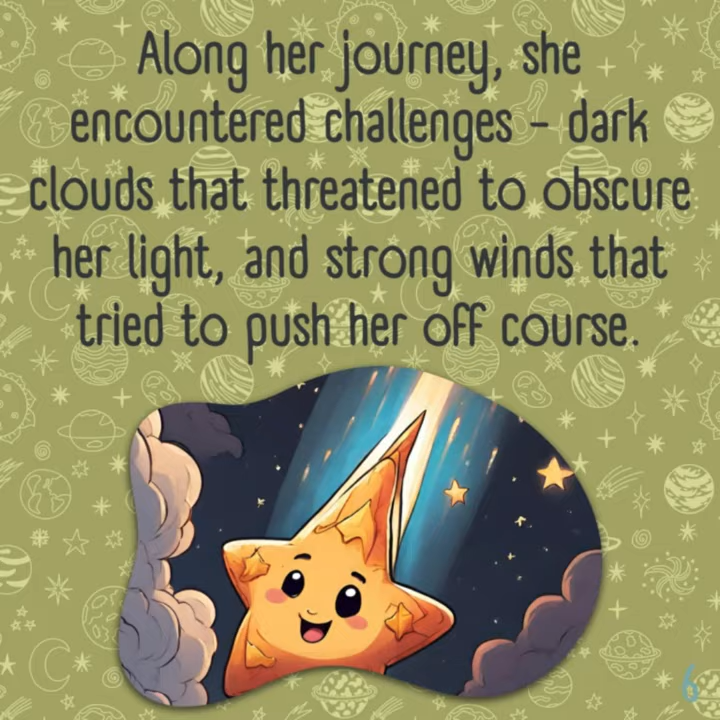 Along her journey, she
encountered challenges - dark
clouds that threatened to obscure
her light, and strong winds that
tried to push her off course.
6